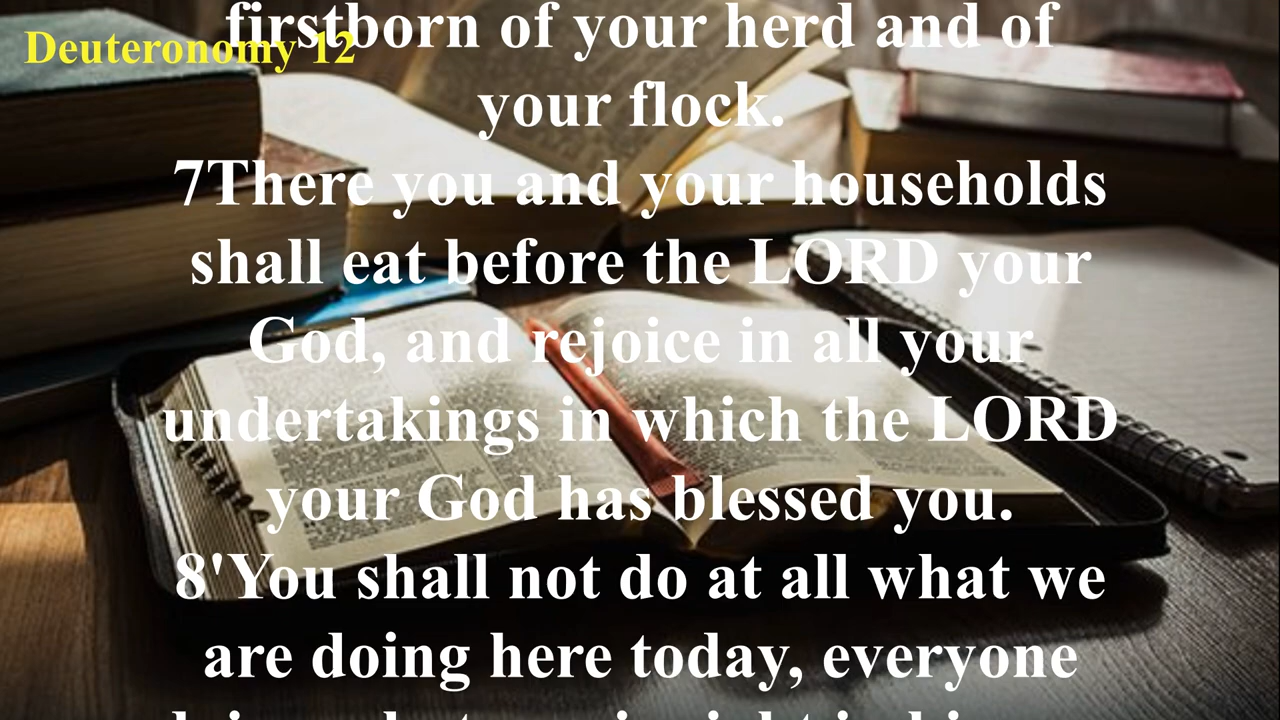 Deuteronomy 12
firstborn of your herd and of
your flock.
7There you and your households
shall eat before the LORD your
God, and rejoice in all your
undertakings in which the LORD
your God has blessed you.
8'You shall not do at all what we
are doing here today, everyone